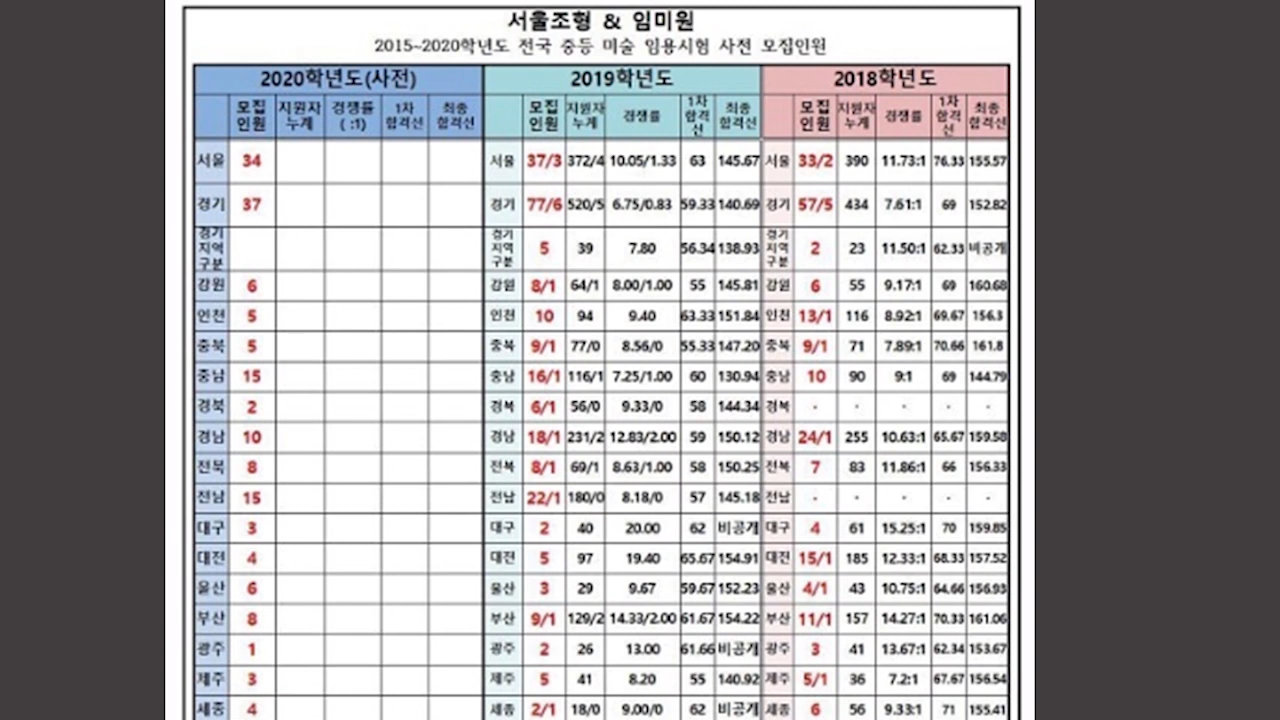 서울조형 & 임미원
2015~2020학년도 전국 중등 미술 임용시험 사전 모집인원
2020학년도(사전) 2019학년도 2018학년도
모집인원 지원자누계 경쟁률( :1) 1차합격선 최종합격선 모집인원 지원자누계 경쟁률 1차합격선 최종합격선 모집인원 지원자누계 경쟁률 1차합격선 최종합격선
서울 34 서울 37/3 372/4 10.05/1.33 63 145.67 서울 33/2 390 11.73:1 76.33 155.57
경기 37 경기 77/6 520/5 6.75/0.83 59.33 140.69 경기 57/5 434 7.61:1 69 152.82
경기지역구분 경기지역구분 5 39 7.80 56.34 138.93 경기지역구분 2 23 11.50:1 62.33 비공개
강원 6 강원 8/1 64/1 8.00/1.00 55 145.81 강원 6 55 9.17:1 69 160.68
인천 5 인천 10 94 9.40 63.33 151.84 인천 13/1 116 8.92:1 69.67 156.3
충북 5 충북 9/1 77/0 8.56/0 55.33 147.20 충북 9/1 71 7.89:1 70.66 161.8
충남 15 충남 16/1 116/1 7.25/1.00 60 130.94 충남 10 90 9:1 69 144.79
경북 2 경북 6/1 56/0 9.33/0 58 144.34 경북 - - - - -
경남 10 경남 18/1 231/2 12.83/2.00 59 150.12 경남 24/1 255 10.63:1 65.67 159.58
전북 8 전북 8/1 69/1 8.63/1.00 58 150.25 전북 7 83 11.86:1 66 156.33
전남 15 전남 22/1 180/0 8.18/0 57 145.18 전남 - - - - -
대구 3 대구 2 40 20.00 62 비공개 대구 4 61 15.25:1 70 159.85
대전 4 대전 5 97 19.40 65.67 154.91 대전 15/1 185 12.33:1 68.33 157.52
울산 6 울산 3 29 9.67 59.67 152.23 울산 4/1 43 10.75:1 64.66 156.93
부산 8 부산 9/1 129/2 14.33/2.00 61.67 154.22 부산 11/1 157 14.27:1 70.33 161.06
광주 1 광주 2 26 13.00 61.66 비공개 광주 3 41 13.67:1 62.34 153.67
제주 3 제주 5 41 8.20 55 140.92 제주 5/1 36 7.2:1 67.67 156.54
세종 4 세종 2/1 18/0 9.00/0 62 비공개 세종 6 56 9.33:1 71 155.41